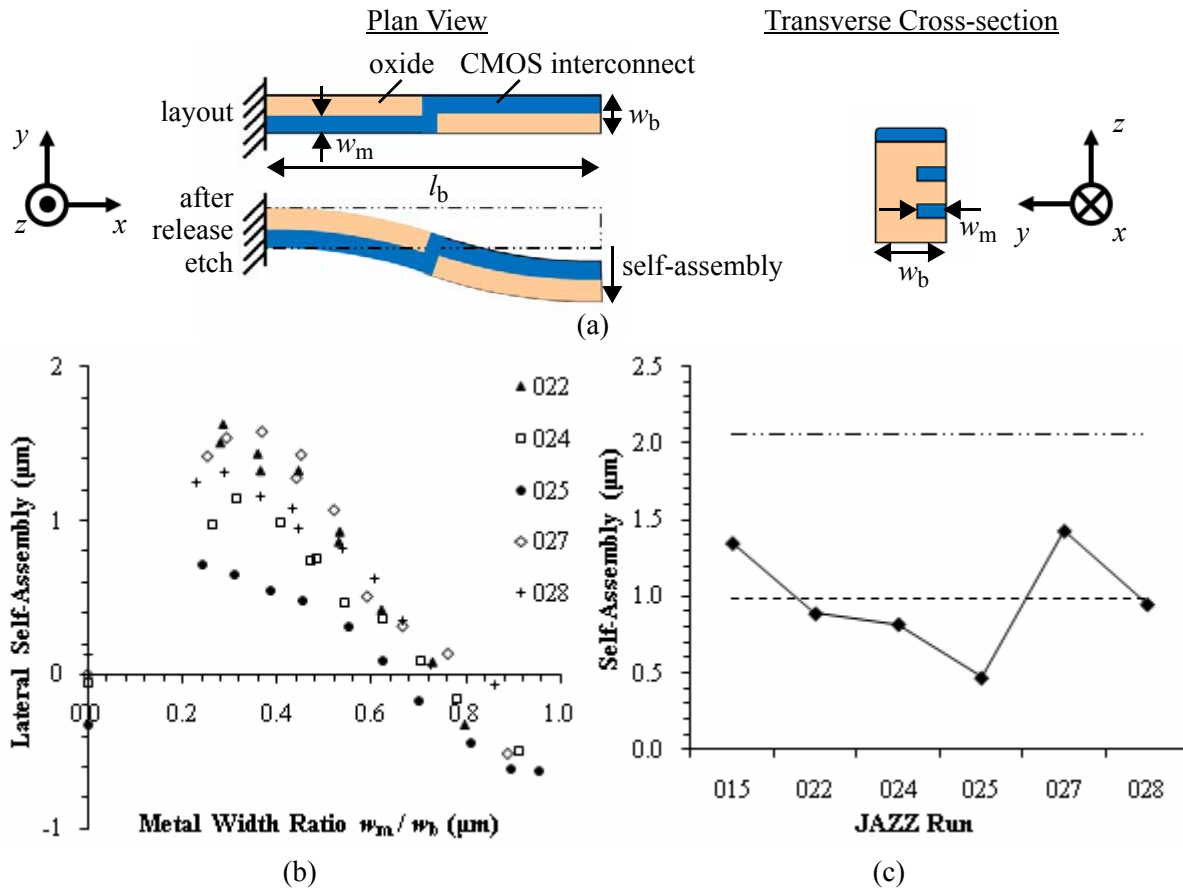 Plan View
Transverse Cross-section
oxide
CMOS interconnect
layout
w_b
w_m
y
z
x
l_b
after
release
etch
self-assembly
z
y
x
w_m
w_b
(a)
Lateral Self-Assembly (μm)
2
1
0
-1
0.0 0.2 0.4 0.6 0.8 1.0
Metal Width Ratio w_m / w_b (μm)
022
024
025
027
028
(b)
Self-Assembly (μm)
2.5
2.0
1.5
1.0
0.5
0.0
015 022 024 025 027 028
JAZZ Run
(c)